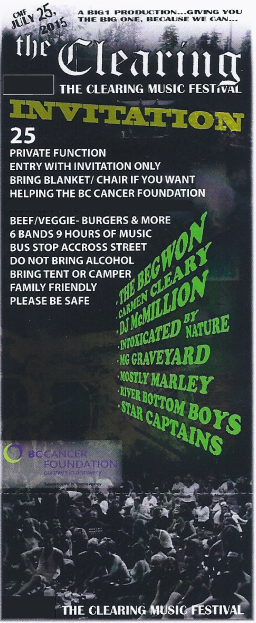 CMF
JULY 25,
2015
A BIG1 PRODUCTION...GIVING YOU
THE BIG ONE, BECAUSE WE CAN...
the Clearing
THE CLEARING MUSIC FESTiVAL
INVITATION
25
PRIVATE FUNCTION
ENTRY WITH INVITATION ONLY
BRING BLANKET/ CHAIR IF YOU WANT
HELPING THE BC CANCER FOUNDATION
BEEF/VEGGIE- BURGERS & MORE
6 BANDS 9 HOURS OF MUSIC
BUS STOP ACCROSS STREET
DO NOT BRING ALCOHOL
BRING TENT OR CAMPER
FAMILY FRIENDLY
PLEASE BE SAFE
· THE BEGWON
· CARMEN CLEARY
· DJ MCMILLION
· INTOXICATED BY NATURE
· MG GRAVEYARD
· MOSTLY MARLEY
· RIVER BOTTOM BOYS
· STAR CAPTAINS
BC CANCER
FOUNDATION
THE CLEARING MUSIC FESTIVAL